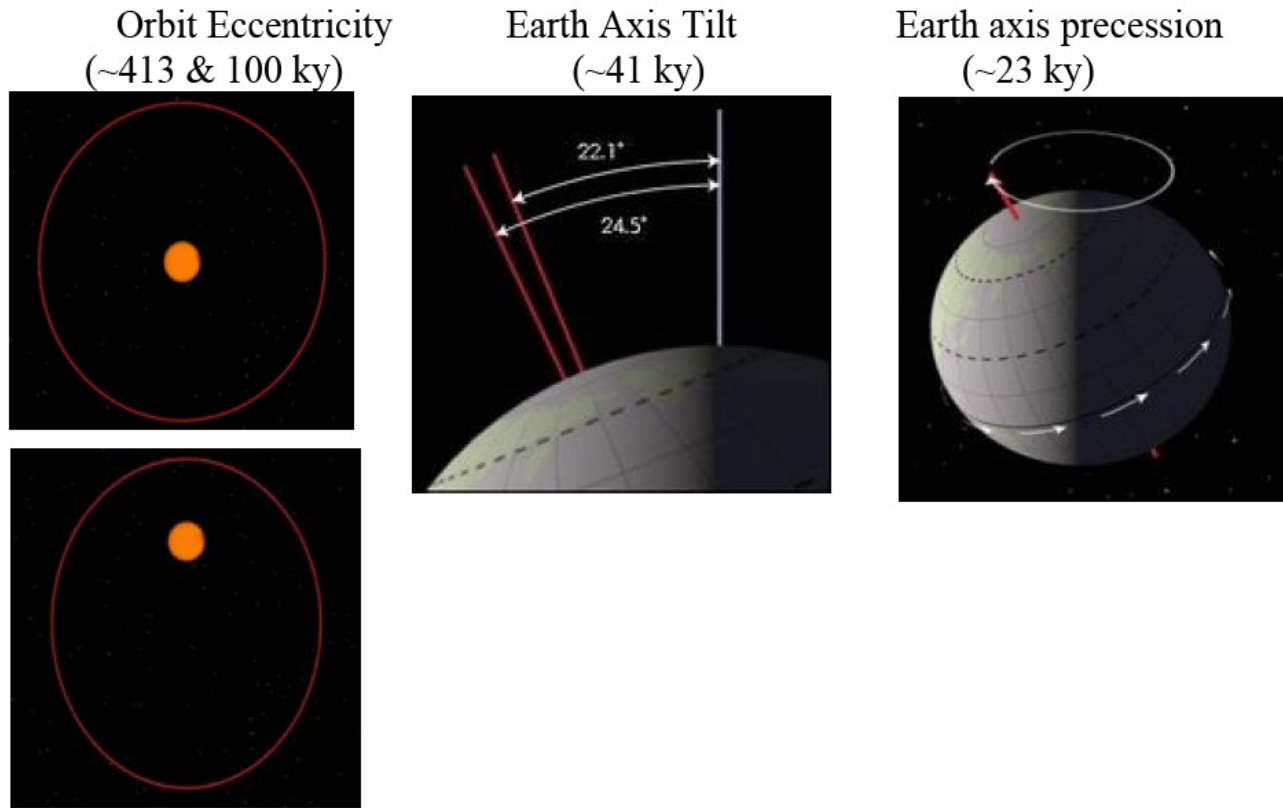 Orbit Eccentricity
(~413 & 100 ky)
Earth Axis Tilt
(~41 ky)
Earth axis precession
(~23 ky)
22.1°
24.5°